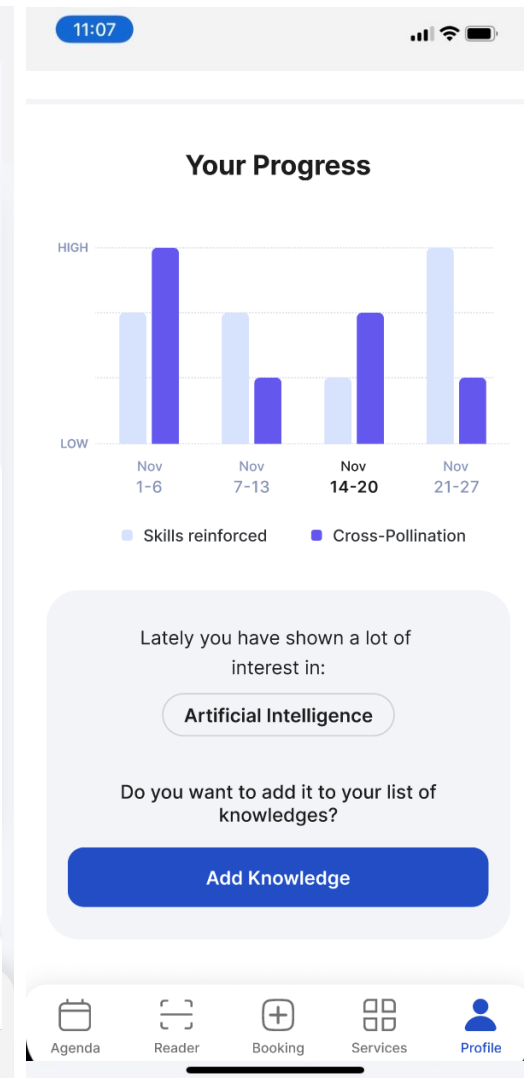 11:07
Your Progress
HIGH
LOW
Nov Nov Nov Nov
1-6 7-13 14-20 21-27
Skills reinforced Cross-Pollination
Lately you have shown a lot of
interest in:
Artificial Intelligence
Do you want to add it to your list of
knowledges?
Add Knowledge
Agenda Reader Booking Services Profile